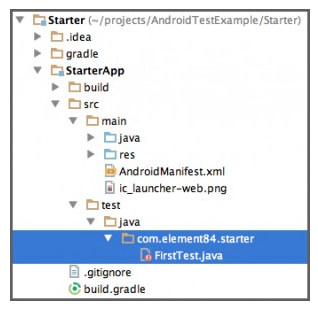 Starter (~/projects/AndroidTestExample/Starter)
.idea
gradle
StarterApp
build
src
main
java
res
AndroidManifest.xml
ic_launcher-web.png
test
java
com.element84.starter
FirstTest.java
.gitignore
build.gradle